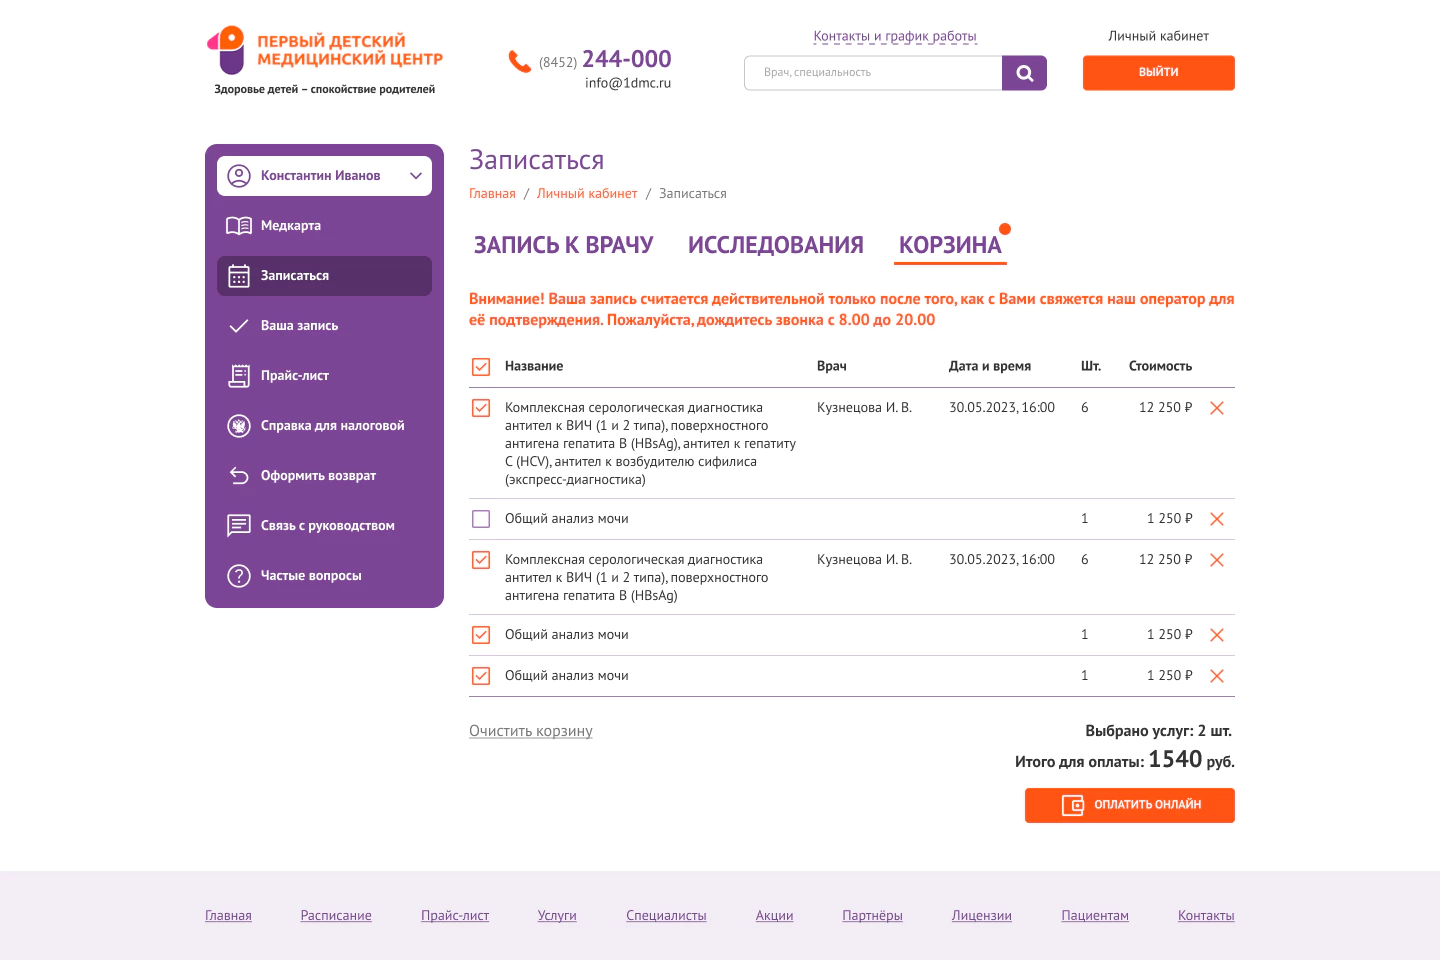 ПЕРВЫЙ ДЕТСКИЙ
МЕДИЦИНСКИЙ ЦЕНТР
Здоровье детей – спокойствие родителей
(8452) 244-000
info@1dmc.ru
Контакты и график работы
Врач, специальность
Личный кабинет
ВЫЙТИ
Константин Иванов
Медкарта
Записаться
Ваша запись
Прайс-лист
Справка для налоговой
Оформить возврат
Связь с руководством
Частые вопросы
Записаться
Главная / Личный кабинет / Записаться
ЗАПИСЬ К ВРАЧУ ИССЛЕДОВАНИЯ КОРЗИНА
Внимание! Ваша запись считается действительной только после того, как с Вами свяжется наш оператор для
её подтверждения. Пожалуйста, дождитесь звонка с 8.00 до 20.00
Название Врач Дата и время Шт. Стоимость
Комплексная серологическая диагностика Кузнецова И. В. 30.05.2023, 16:00 6 12 250 ₽
антител к ВИЧ (1 и 2 типа), поверхностного
антигена гепатита B (HBsAg), антител к гепатиту
C (HCV), антител к возбудителю сифилиса
(экспресс-диагностика)
Общий анализ мочи 1 1 250 ₽
Комплексная серологическая диагностика Кузнецова И. В. 30.05.2023, 16:00 6 12 250 ₽
антител к ВИЧ (1 и 2 типа), поверхностного
антигена гепатита B (HBsAg)
Общий анализ мочи 1 1 250 ₽
Общий анализ мочи 1 1 250 ₽
Очистить корзину
Выбрано услуг: 2 шт.
Итого для оплаты: 1540 руб.
ОПЛАТИТЬ ОНЛАЙН
Главная Расписание Прайс-лист Услуги Специалисты Акции Партнёры Лицензии Пациентам Контакты